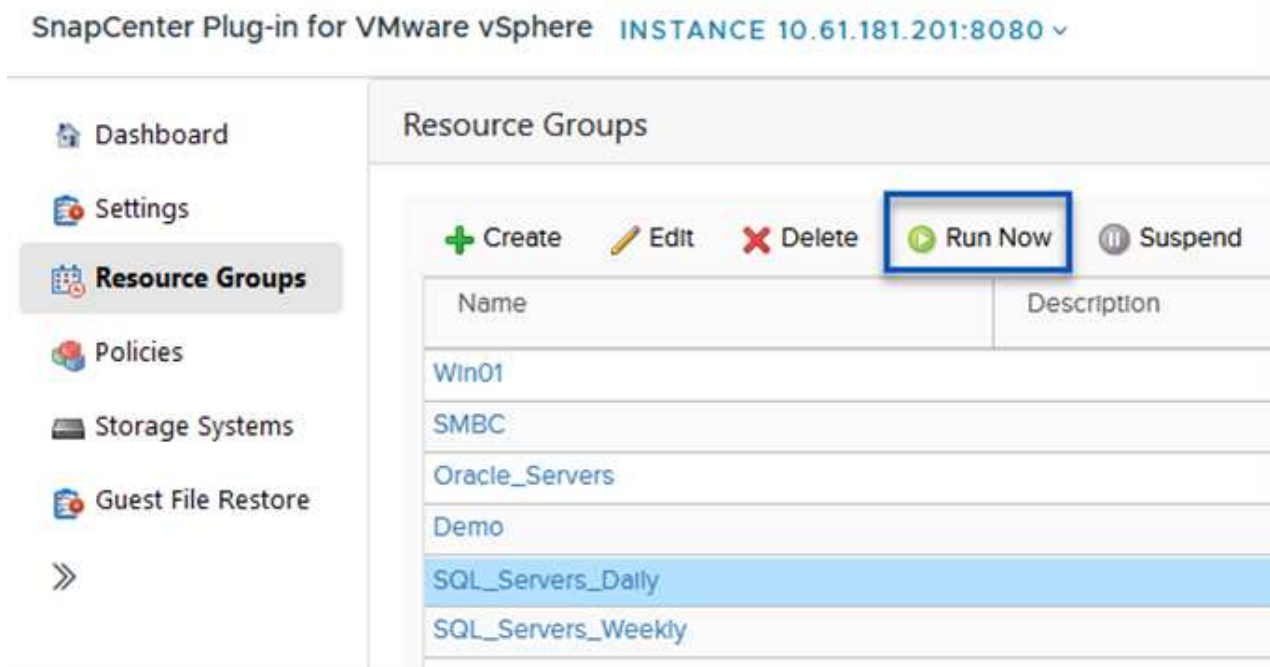 SnapCenter Plug-in for VMware vSphere INSTANCE 10.61.181.201:8080
Dashboard
Settings
Resource Groups
Policies
Storage Systems
Guest File Restore
Resource Groups
Create Edit Delete Run Now Suspend
Name Description
Win01
SMBC
Oracle_Servers
Demo
SQL_Servers_Daily
SQL_Servers_Weekly